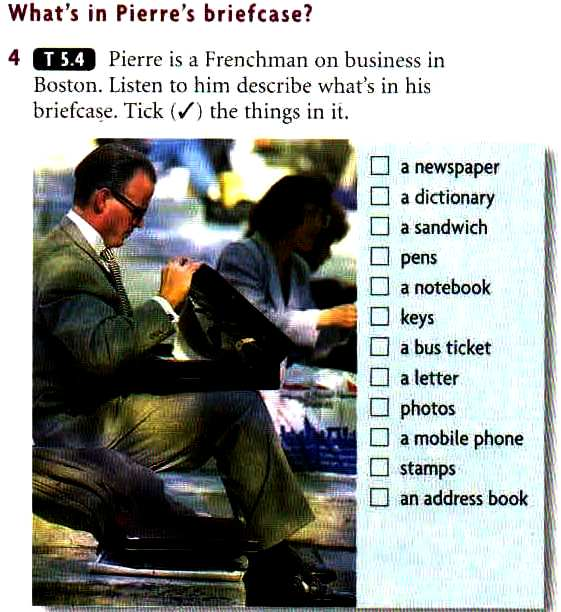 What's in Pierre's briefcase?
4 T 5.4 Pierre is a Frenchman on business in
Boston. Listen to him describe what's in his
briefcase. Tick (✓) the things in it.
a newspaper
a dictionary
a sandwich
pens
a notebook
keys
a bus ticket
a letter
photos
a mobile phone
stamps
an address book